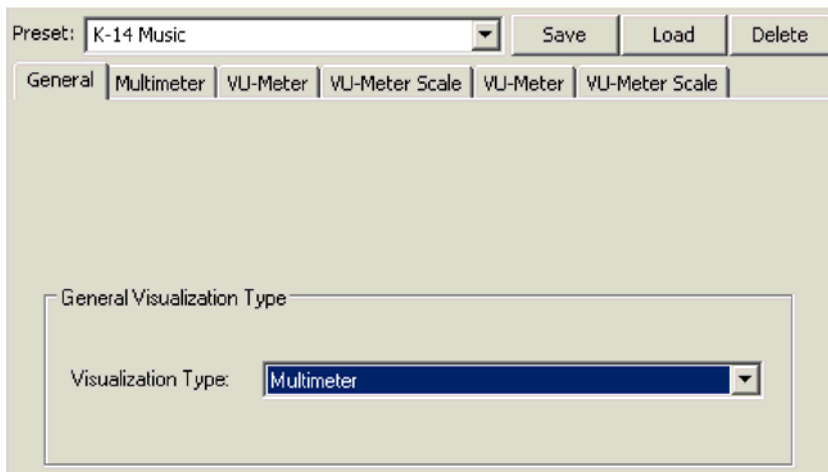 Preset: K-14 Music Save Load Delete
General Multimeter VU-Meter VU-Meter Scale VU-Meter VU-Meter Scale
General Visualization Type
Visualization Type: Multimeter